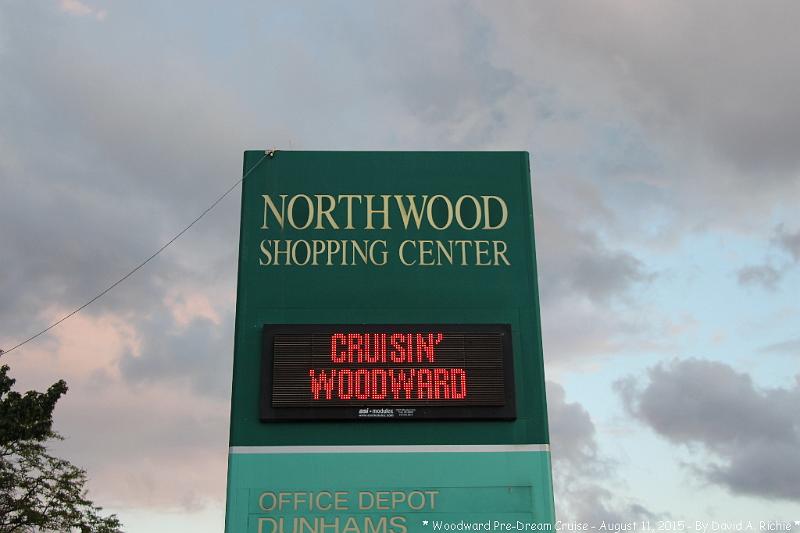 NORTHWOOD
SHOPPING CENTER
CRUISIN'
WOODWARD
OFFICE DEPOT
DUNHAMS
* Woodward Pre-Dream Cruise - August 11, 2015 - By David A. Richie *